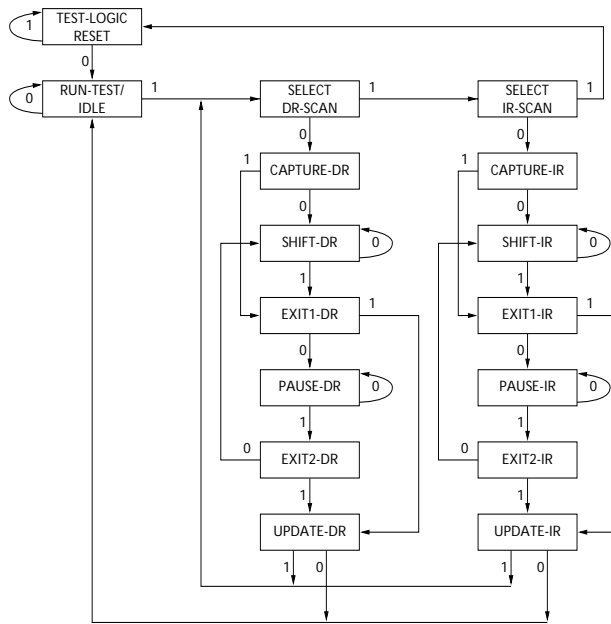 TEST-LOGIC
RESET
1
0
RUN-TEST/
IDLE
0
1
SELECT
DR-SCAN
1
SELECT
IR-SCAN
1
0
0
1
CAPTURE-DR
1
CAPTURE-IR
0
0
SHIFT-DR
0
SHIFT-IR
0
1
1
EXIT1-DR
1
EXIT1-IR
1
0
0
PAUSE-DR
0
PAUSE-IR
0
1
1
0
EXIT2-DR
0
EXIT2-IR
1
1
UPDATE-DR
UPDATE-IR
1
0
1
0